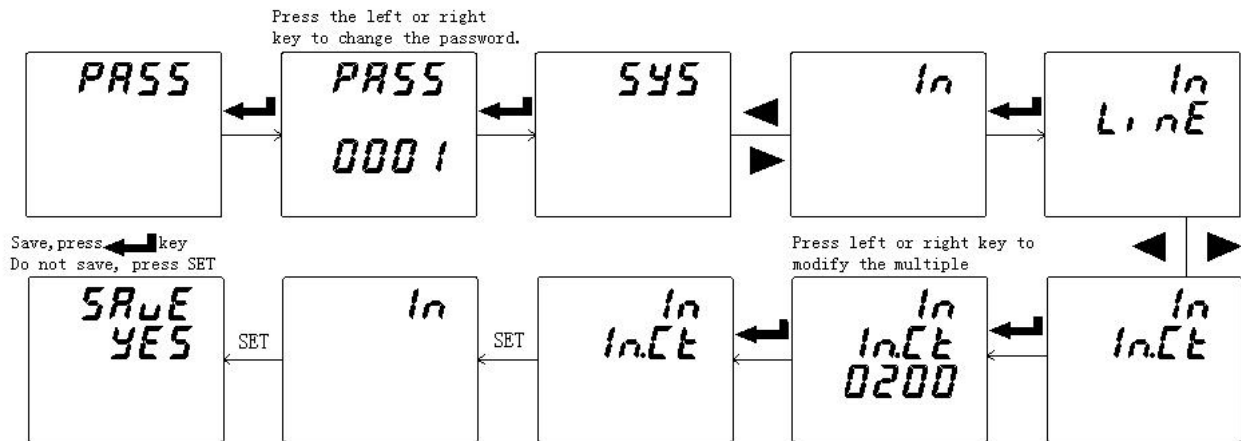 Press the left or right
key to change the password.
PASS
PASS
0001
SYS
In
In
LinE
Save, press key
Do not save, press SET
Press left or right key to
modify the multiple
SAvE
YES
SET
In
SET
In
In.Ct
In
In.Ct
0200
In
In.Ct